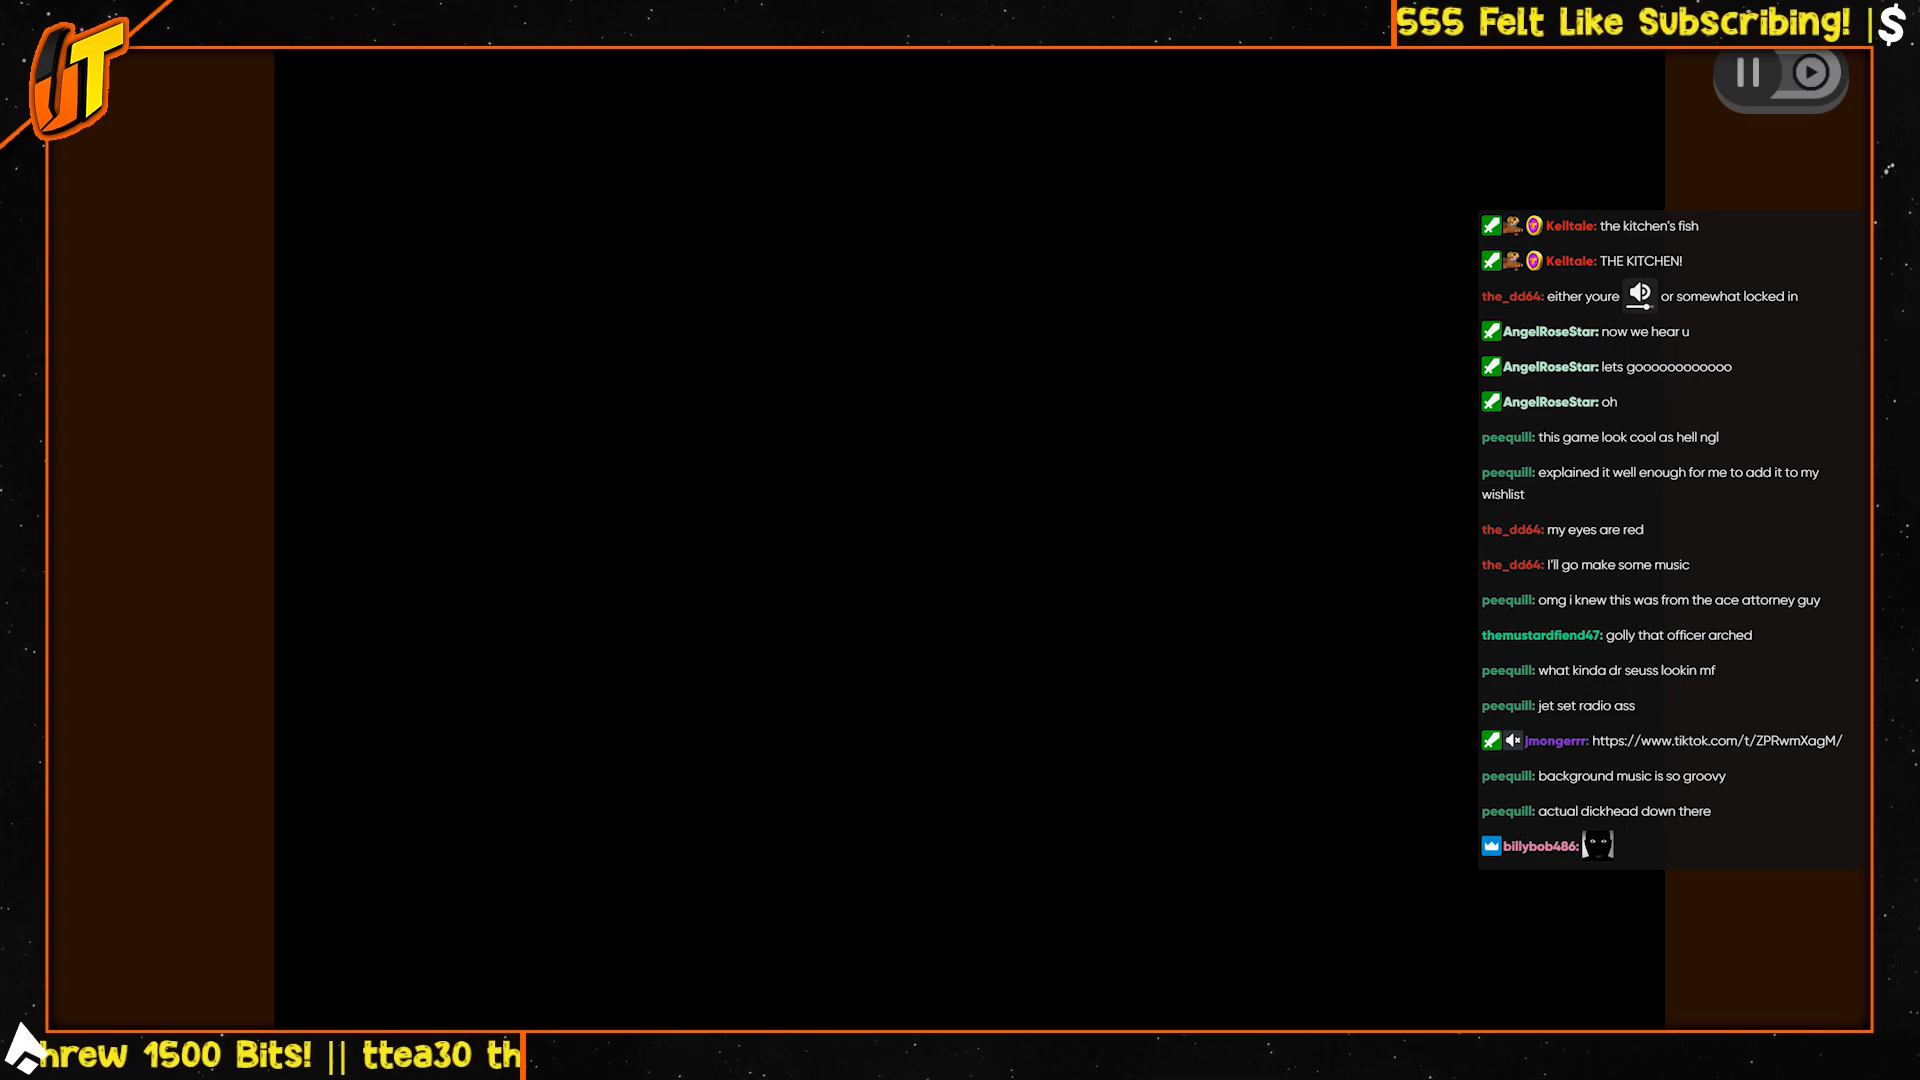 SSS Felt Like Subscribing! |
JT
Kelltale: the kitchen's fish
Kelltale: THE KITCHEN!
the_dd64: either youre or somewhat locked in
AngelRoseStar: now we hear u
AngelRoseStar: lets goooooooooooo
AngelRoseStar: oh
peequill: this game look cool as hell ngl
peequill: explained it well enough for me to add it to my
wishlist
the_dd64: my eyes are red
the_dd64: I'll go make some music
peequill: omg i knew this was from the ace attorney guy
themustardfiend47: golly that officer arched
peequill: what kinda dr seuss lookin mf
peequill: jet set radio ass
jmongerrr: https://www.tiktok.com/t/ZPRwmXagM/
peequill: background music is so groovy
peequill: actual dickhead down there
billybob486:
hrew 1500 Bits! || ttea30 th